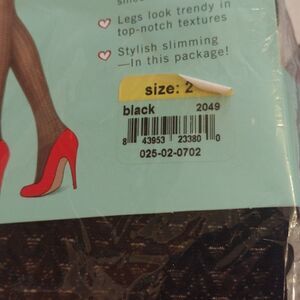 Legs look trendy in
top-notch textures
Stylish slimming
—In this package!
size: 2
black 2049
8 43953 23380 0
025-02-0702